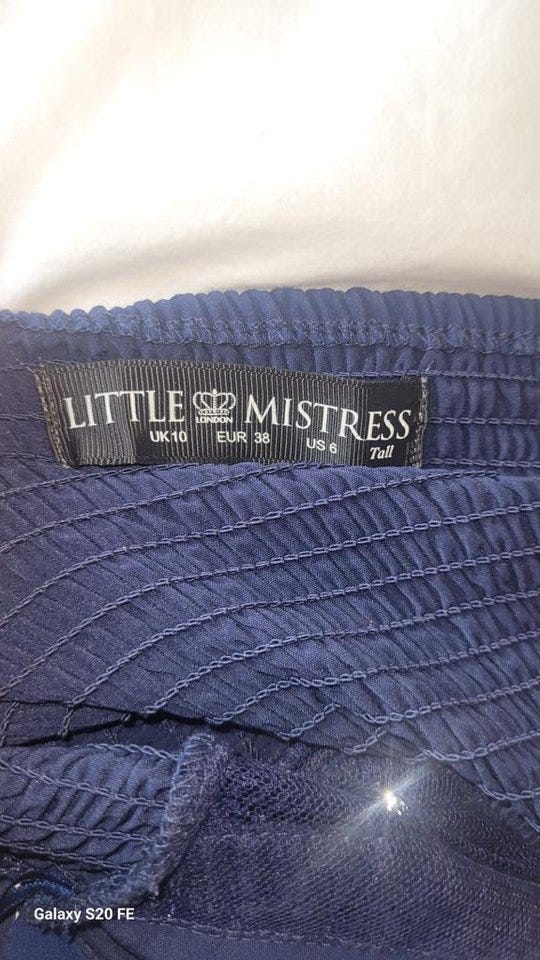 LITTLE MISTRESS
LONDON
UK10 EUR 38 US 6
Tall
Galaxy S20 FE